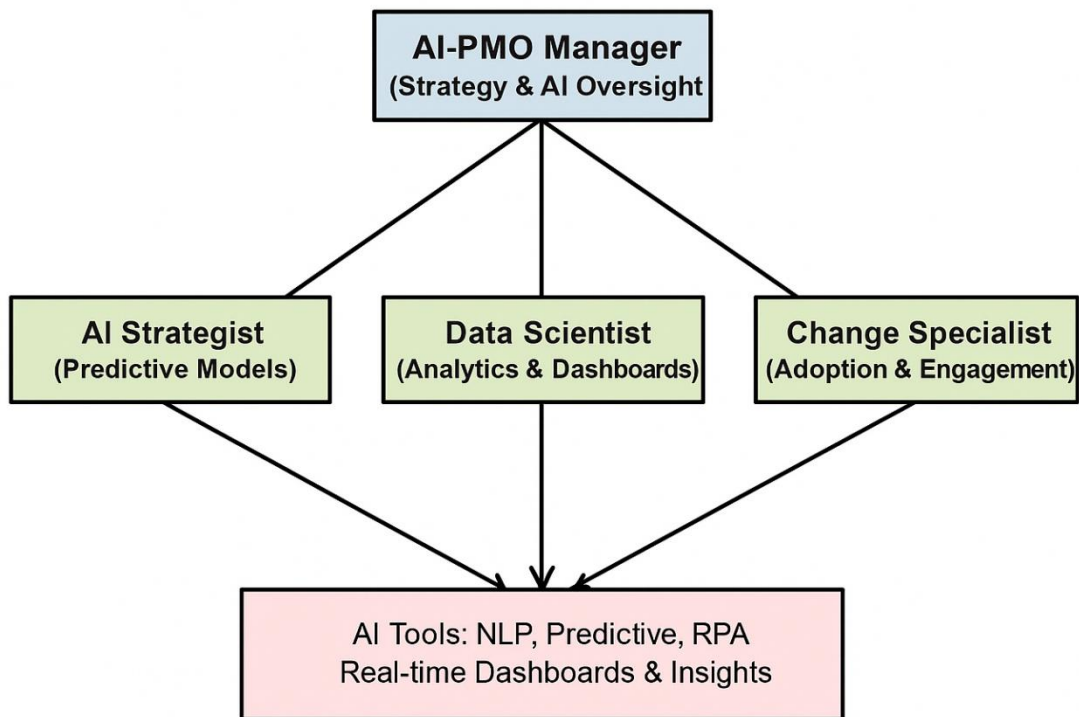 AI-PMO Manager
(Strategy & AI Oversight
AI Strategist
(Predictive Models)
Data Scientist
(Analytics & Dashboards)
Change Specialist
(Adoption & Engagement)
AI Tools: NLP, Predictive, RPA
Real-time Dashboards & Insights